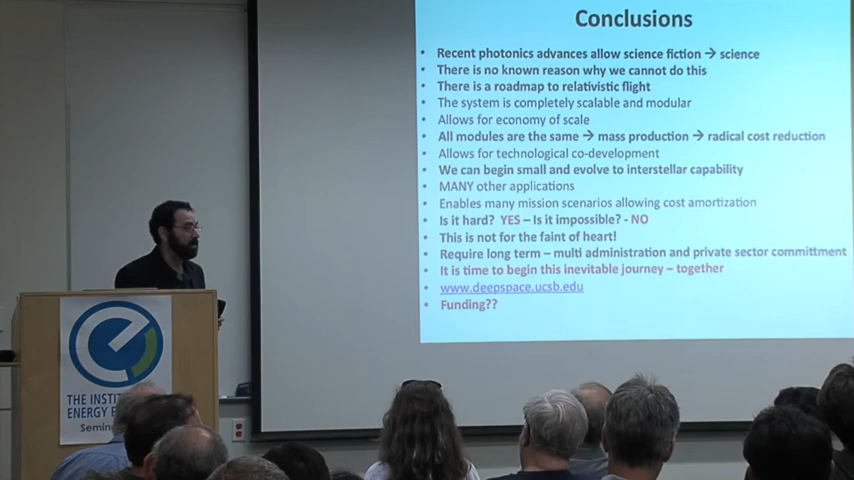 Conclusions
• Recent photonics advances allow science fiction → science
• There is no known reason why we cannot do this
• There is a roadmap to relativistic flight
• The system is completely scalable and modular
• Allows for economy of scale
• All modules are the same → mass production → radical cost reduction
• Allows for technological co-development
• We can begin small and evolve to interstellar capability
• MANY other applications
• Enables many mission scenarios allowing cost amortization
• Is it hard? YES – Is it impossible? - NO
• This is not for the faint of heart!
• Require long term – multi administration and private sector committment
• It is time to begin this inevitable journey – together
• www.deepspace.ucsb.edu
• Funding??
THE INSTIT
ENERGY
Semin